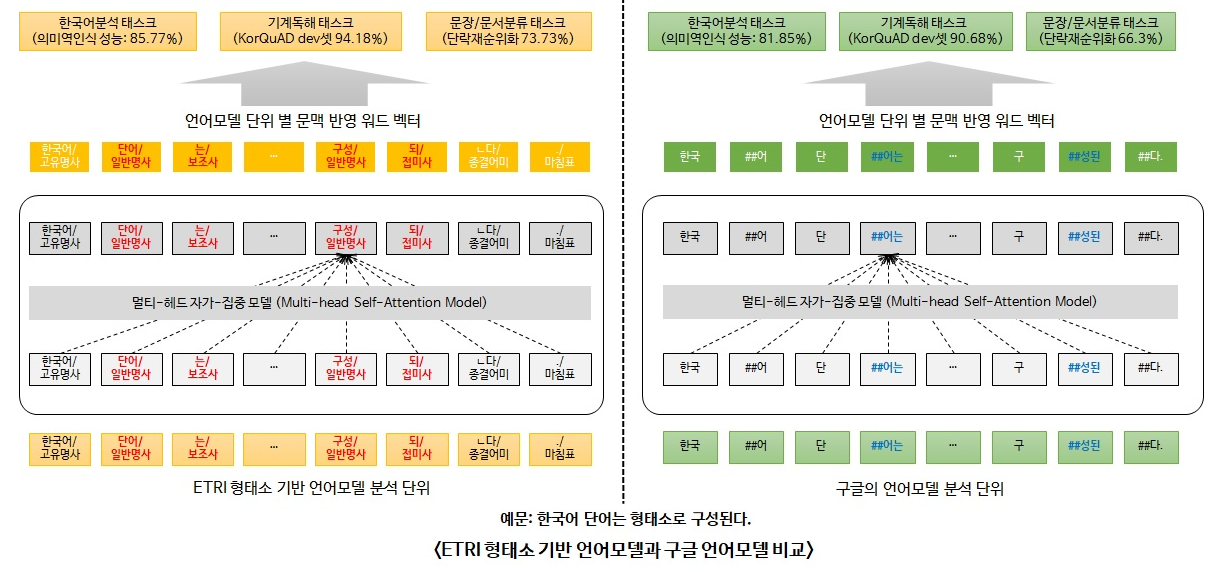 한국어분석 태스크
(의미역인식 성능: 85.77%)
기계독해 태스크
(KorQuAD dev셋 94.18%)
문장/문서분류 태스크
(단락재순위화 73.73%)
언어모델 단위 별 문맥 반영 워드 벡터
한국어/
고유명사
단어/
일반명사
는/
보조사
...
구성/
일반명사
되/
접미사
ㄴ다/
종결어미
./
마침표
한국어/
고유명사
단어/
일반명사
는/
보조사
...
구성/
일반명사
되/
접미사
ㄴ다/
종결어미
./
마침표
멀티-헤드 자가-집중 모델 (Multi-head Self-Attention Model)
한국어/
고유명사
단어/
일반명사
는/
보조사
...
구성/
일반명사
되/
접미사
ㄴ다/
종결어미
./
마침표
한국어/
고유명사
단어/
일반명사
는/
보조사
...
구성/
일반명사
되/
접미사
ㄴ다/
종결어미
./
마침표
ETRI 형태소 기반 언어모델 분석 단위
한국어분석 태스크
(의미역인식 성능: 81.85%)
기계독해 태스크
(KorQuAD dev셋 90.68%)
문장/문서분류 태스크
(단락재순위화 66.3%)
언어모델 단위 별 문맥 반영 워드 벡터
한국
##어
단
##어는
...
구
##성된
##다.
한국
##어
단
##어는
...
구
##성된
##다.
멀티-헤드 자가-집중 모델 (Multi-head Self-Attention Model)
한국
##어
단
##어는
...
구
##성된
##다.
한국
##어
단
##어는
...
구
##성된
##다.
구글의 언어모델 분석 단위
예문: 한국어 단어는 형태소로 구성된다.
<ETRI 형태소 기반 언어모델과 구글 언어모델 비교>